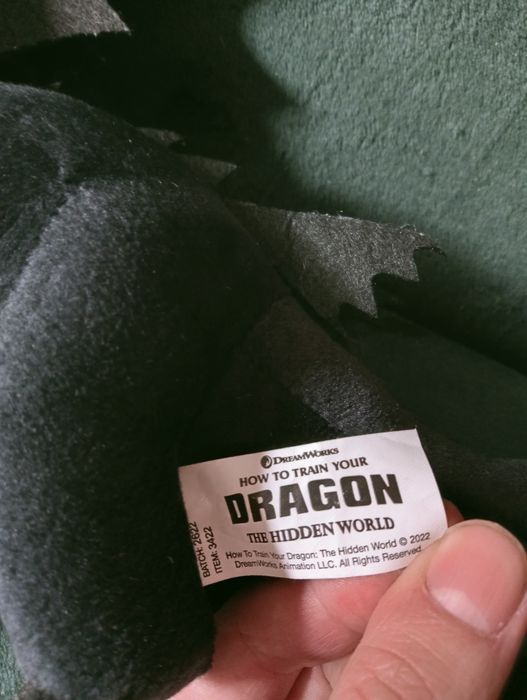 DREAMWORKS
HOW TO TRAIN YOUR
DRAGON
THE HIDDEN WORLD
How To Train Your Dragon: The Hidden World © 2022
DreamWorks Animation LLC. All Rights Reserved.
BATCH: 2622
ITEM: 3422